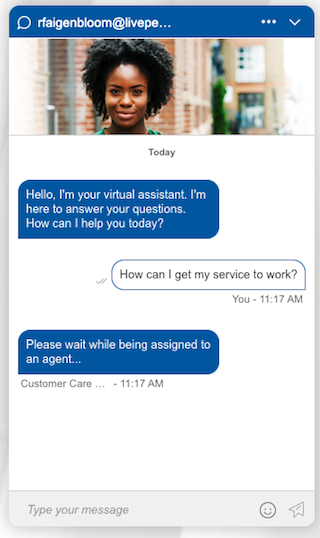 rfaigenbloom@livepe...
Today
Hello, I'm your virtual assistant. I'm
here to answer your questions.
How can I help you today?
How can I get my service to work?
You - 11:17 AM
Please wait while being assigned to
an agent...
Customer Care ... - 11:17 AM
Type your message